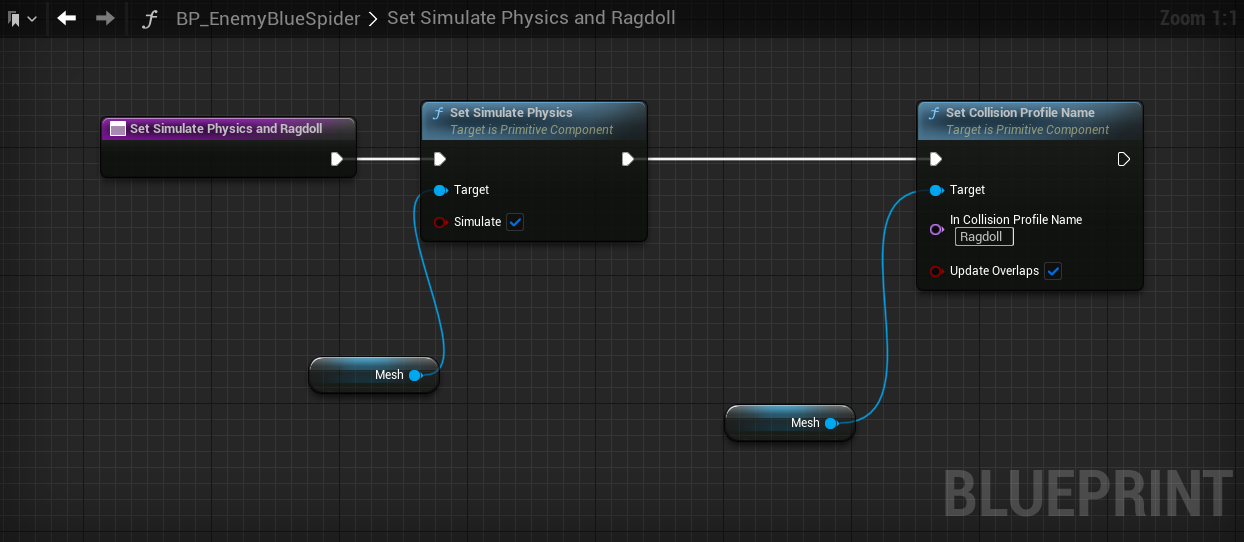 BP_EnemyBlueSpider > Set Simulate Physics and Ragdoll
Zoom 1:1
Set Simulate Physics and Ragdoll
Set Simulate Physics
Target is Primitive Component
Target
Simulate
Mesh
Set Collision Profile Name
Target is Primitive Component
Target
In Collision Profile Name
Ragdoll
Update Overlaps
Mesh
BLUEPRINT